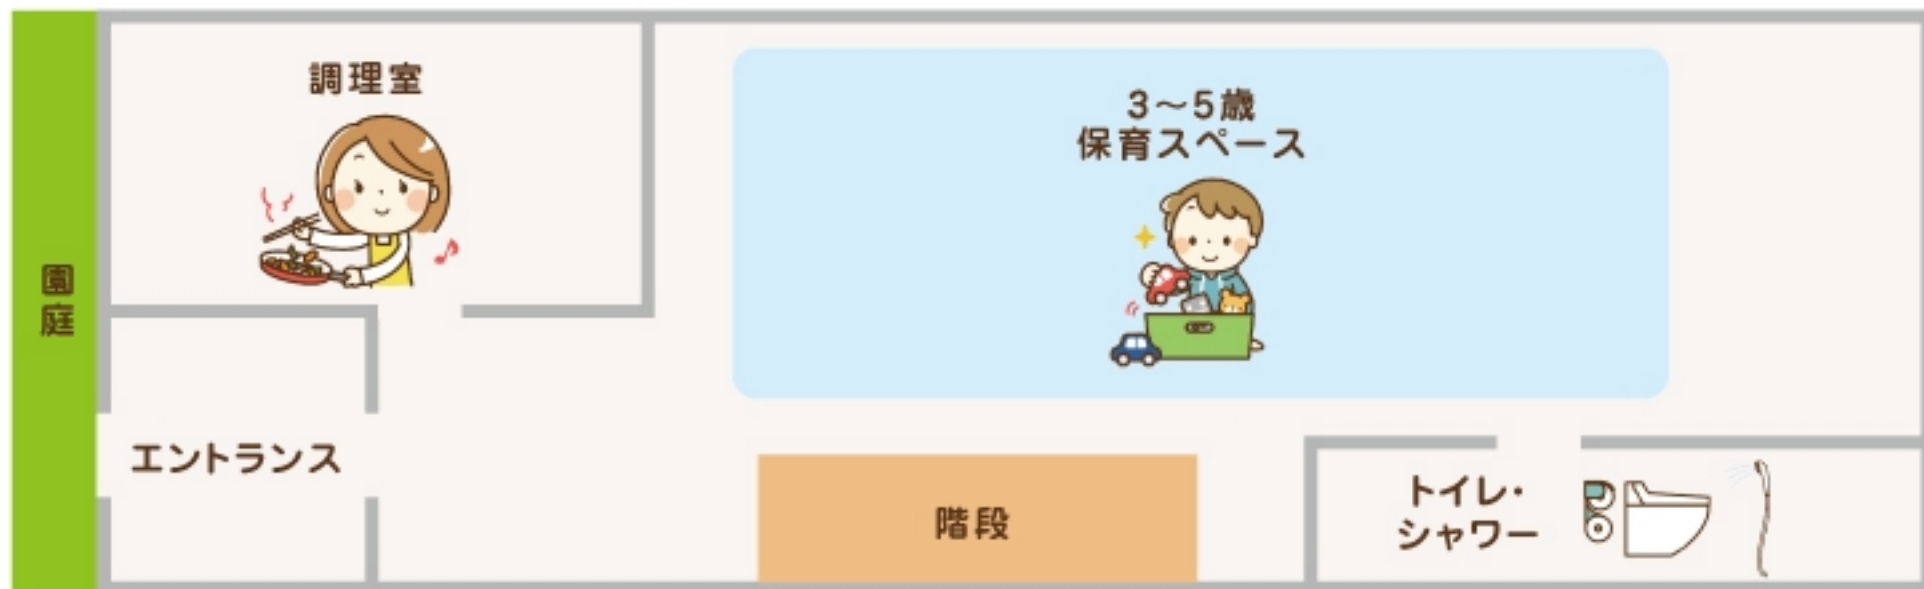 調理室
3～5歳
保育スペース
園庭
エントランス
階段
トイレ・
シャワー